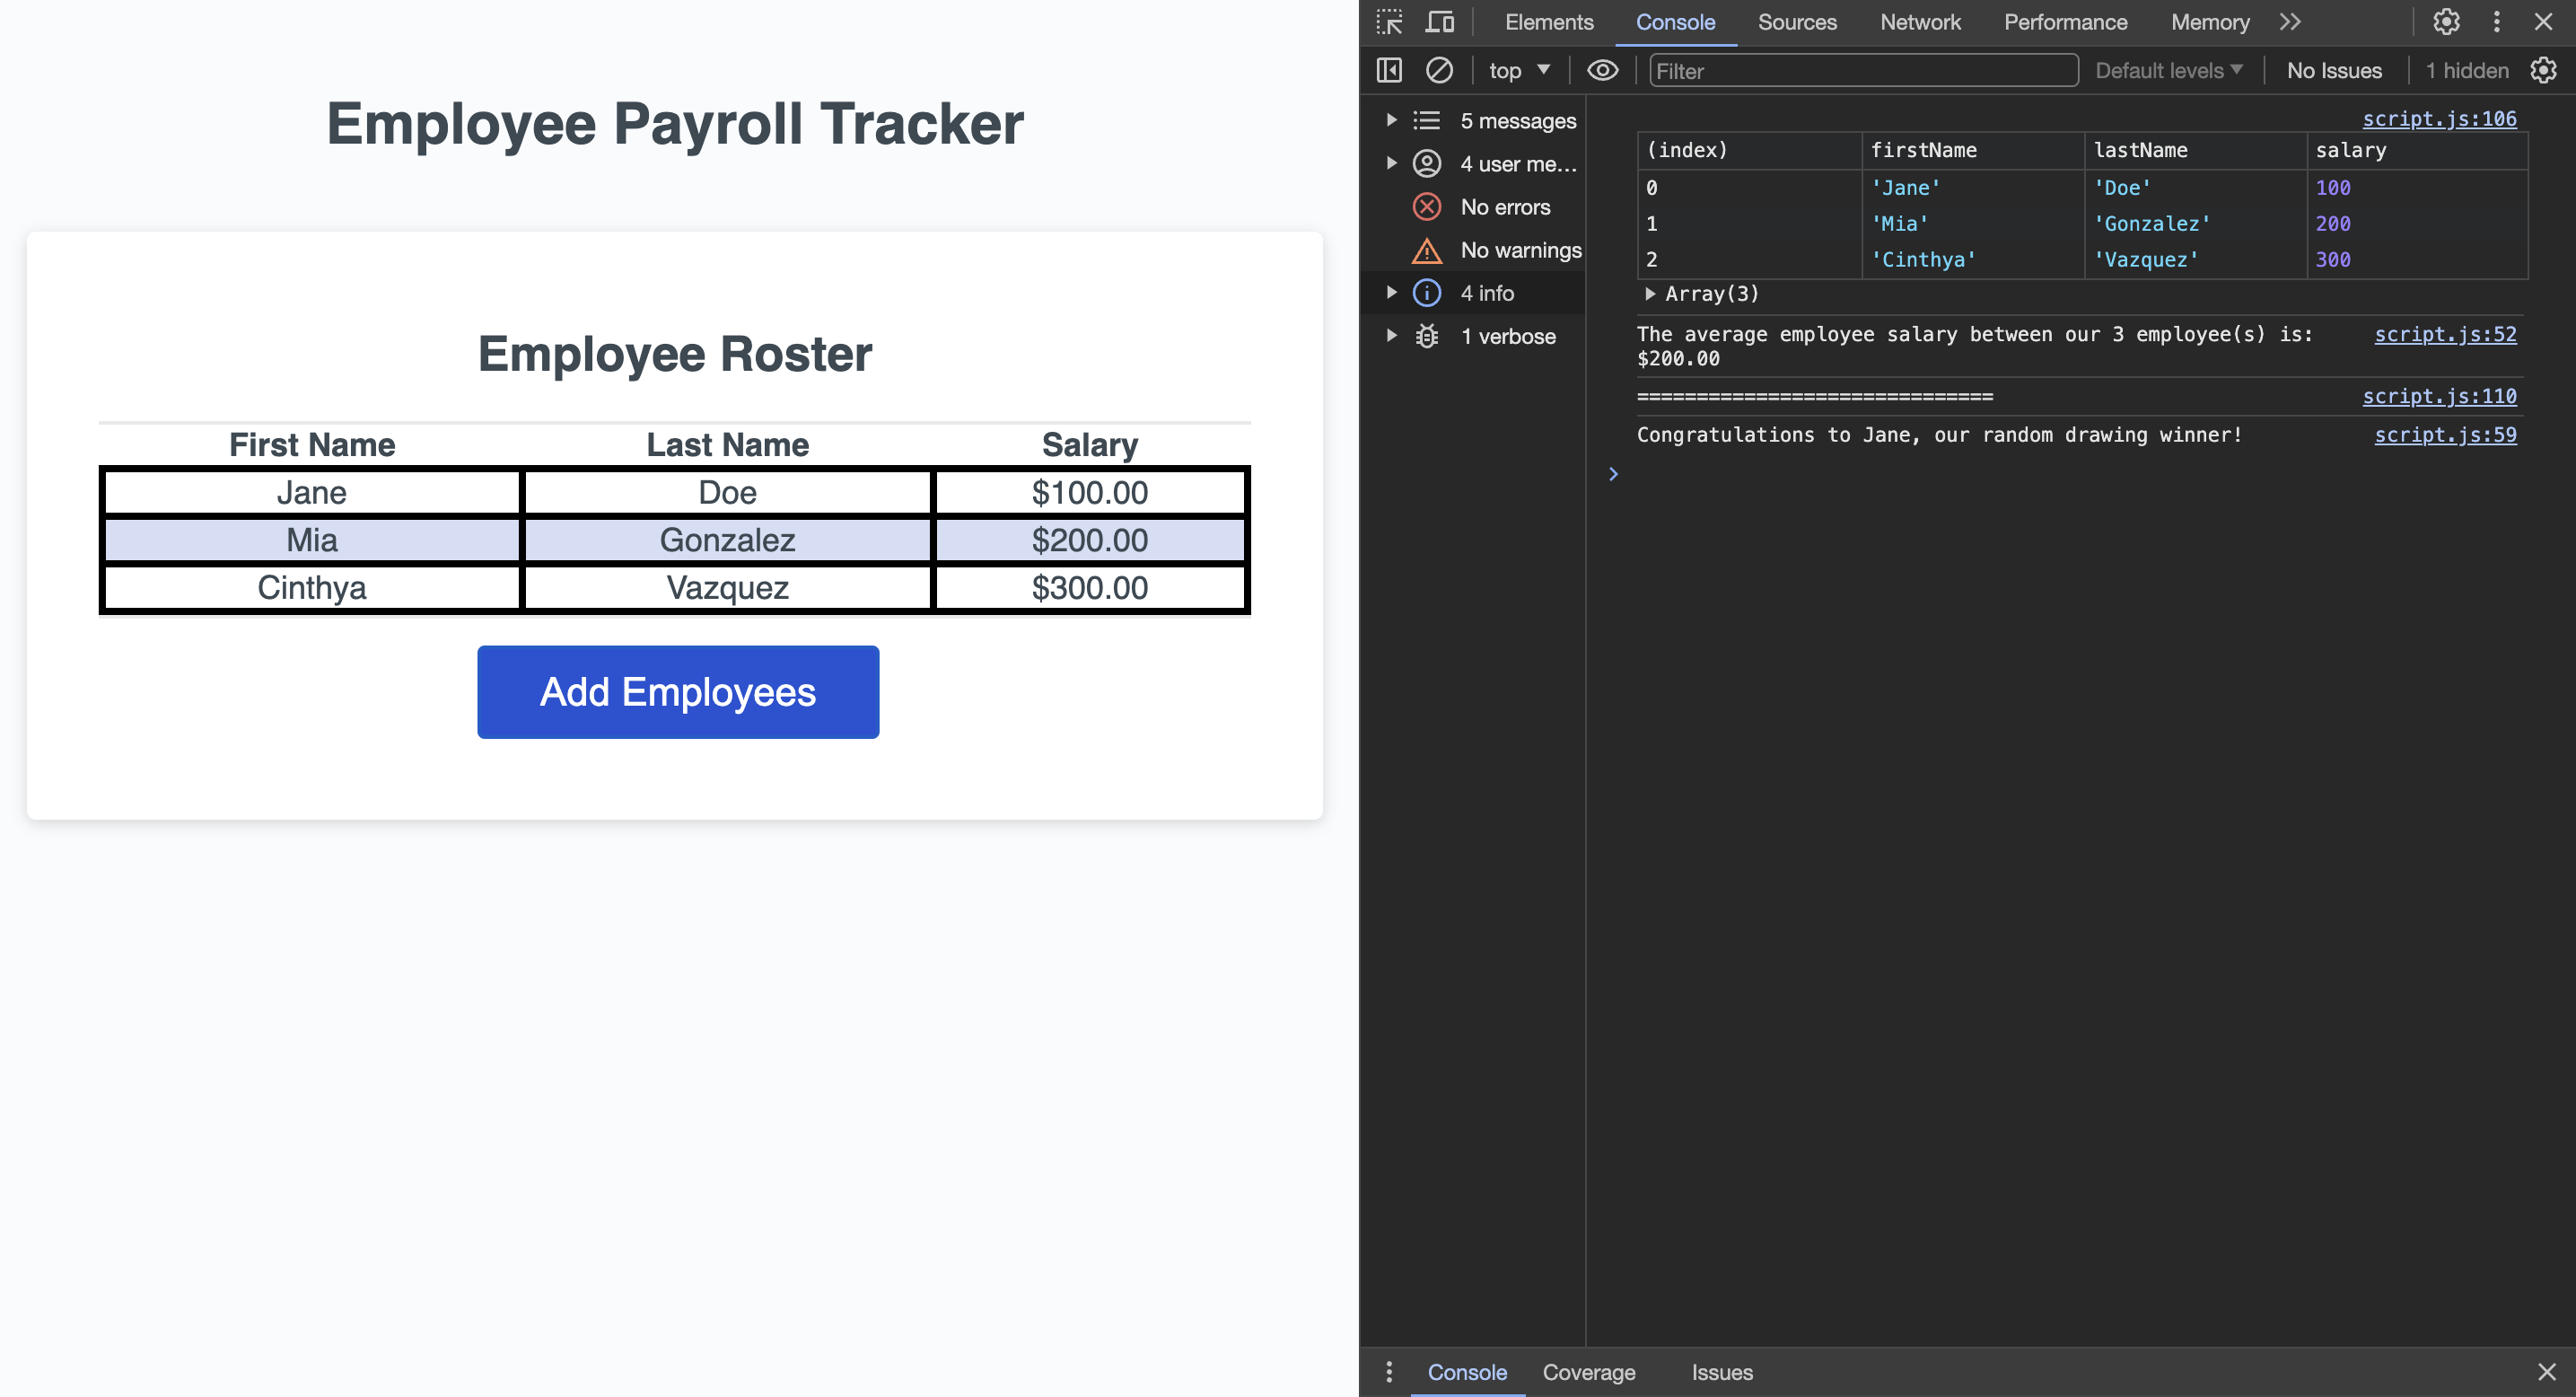 Employee Payroll Tracker
Employee Roster
First Name Last Name Salary
Jane Doe $100.00
Mia Gonzalez $200.00
Cinthya Vazquez $300.00
Add Employees
Elements Console Sources Network Performance Memory
top Filter Default levels No Issues 1 hidden
5 messages
4 user me...
No errors
No warnings
4 info
1 verbose
script.js:106
(index) firstName lastName salary
0 'Jane' 'Doe' 100
1 'Mia' 'Gonzalez' 200
2 'Cinthya' 'Vazquez' 300
Array(3)
The average employee salary between our 3 employee(s) is: script.js:52
$200.00
============================== script.js:110
Congratulations to Jane, our random drawing winner! script.js:59
Console Coverage Issues